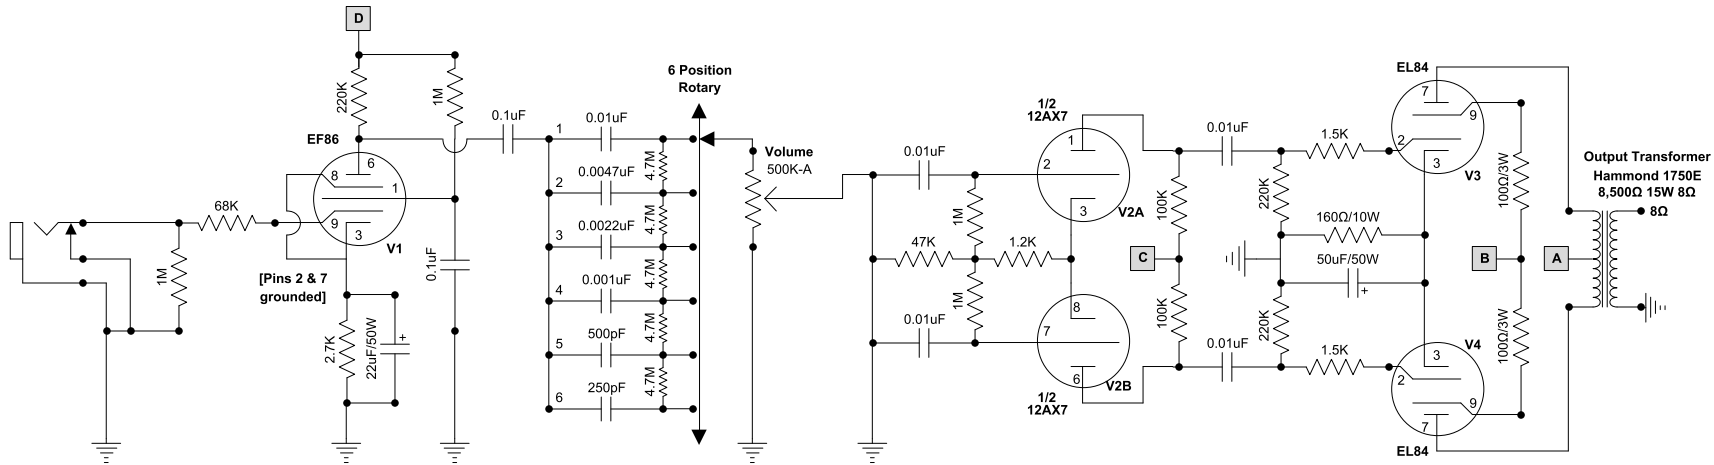 D
220K
1M
EF86
6
8
1
9
3
V1
68K
1M
[Pins 2 & 7
grounded]
2.7K
22uF/50W
+
0.1uF
0.1uF
6 Position
Rotary
1
0.01uF
4.7M
2
0.0047uF
4.7M
3
0.0022uF
4.7M
4
0.001uF
4.7M
5
500pF
4.7M
6
250pF
Volume
500K-A
0.01uF
1M
47K
1.2K
1M
0.01uF
1/2
12AX7
1
2
3
V2A
8
7
6
V2B
1/2
12AX7
100K
C
100K
0.01uF
220K
1.5K
160Ω/10W
50uF/50W
+
220K
0.01uF
1.5K
EL84
7
9
2
3
V3
V4
3
2
9
7
EL84
100Ω/3W
B
100Ω/3W
A
Output Transformer
Hammond 1750E
8,500Ω 15W 8Ω
8Ω